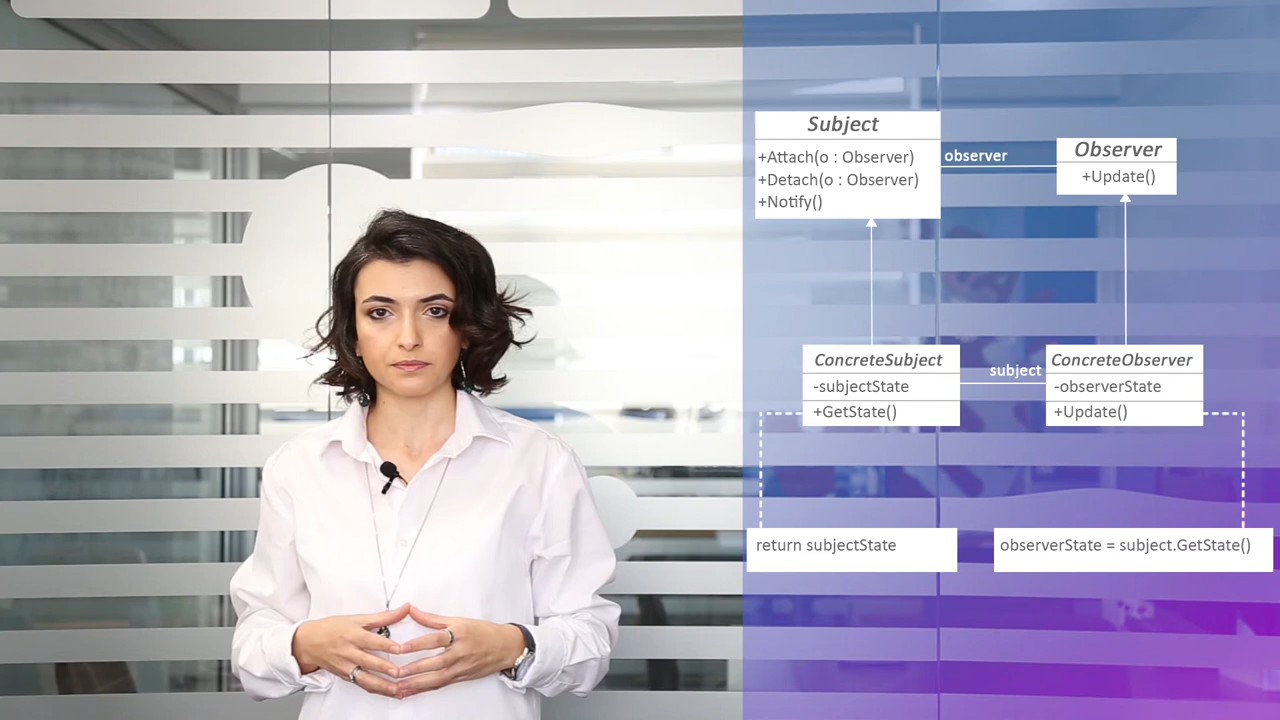 Subject
+Attach(o : Observer)
+Detach(o : Observer)
+Notify()
observer
Observer
+Update()
ConcreteSubject
-subjectState
+GetState()
subject
ConcreteObserver
-observerState
+Update()
return subjectState
observerState = subject.GetState()